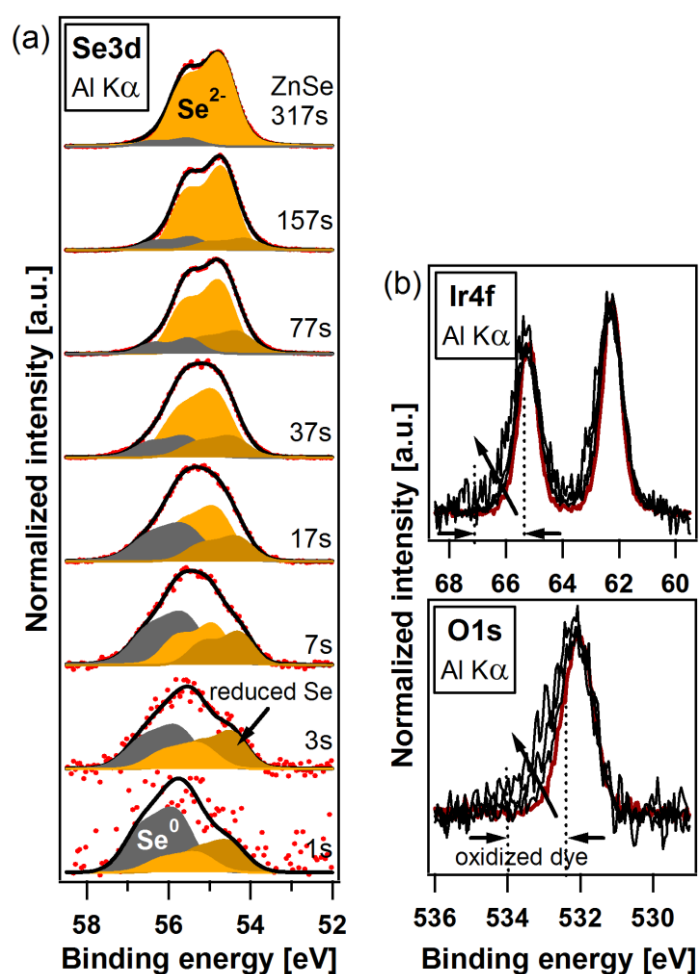 (a)
Se3d
Al Kα
ZnSe
317s
Se2-
157s
77s
37s
17s
7s
reduced Se
3s
Se0
1s
Normalized intensity [a.u.]
58 56 54 52
Binding energy [eV]
(b)
Ir4f
Al Kα
68 66 64 62 60
O1s
Al Kα
oxidized dye
Normalized intensity [a.u.]
536 534 532 530
Binding energy [eV]